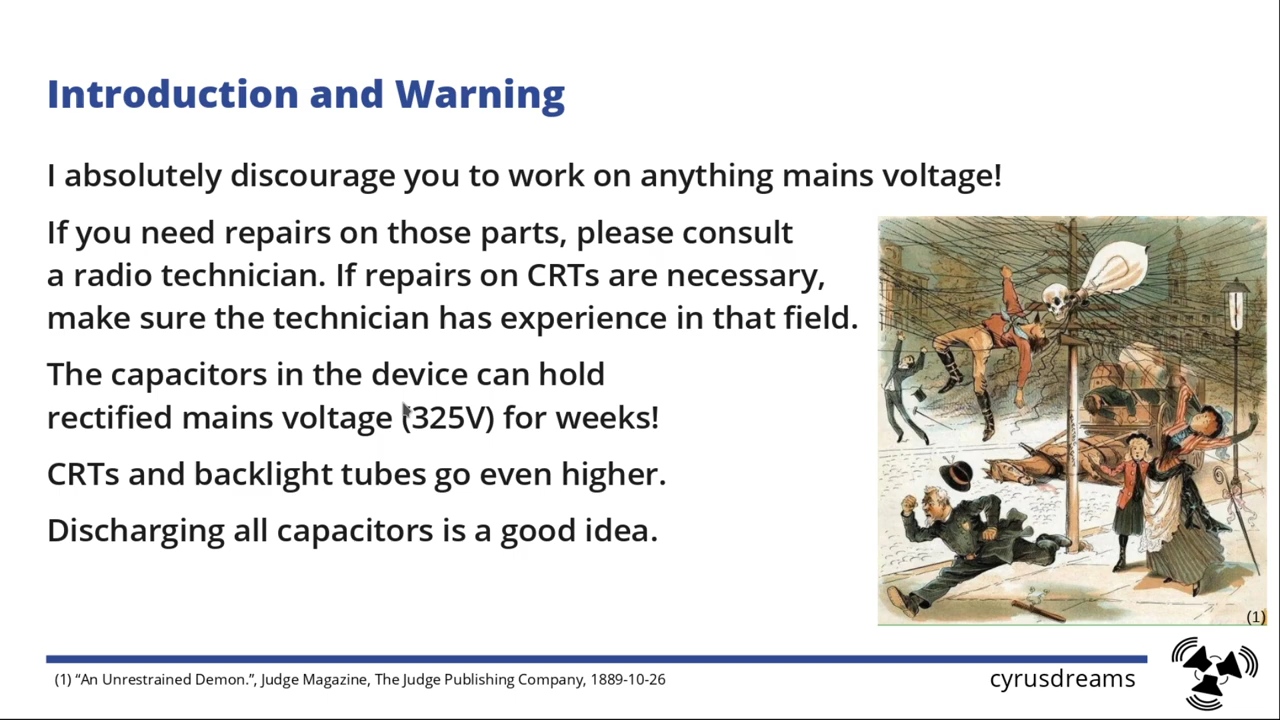 Introduction and Warning
I absolutely discourage you to work on anything mains voltage!
If you need repairs on those parts, please consult
a radio technician. If repairs on CRTs are necessary,
make sure the technician has experience in that field.
The capacitors in the device can hold
rectified mains voltage (325V) for weeks!
CRTs and backlight tubes go even higher.
Discharging all capacitors is a good idea.
(1)
(1) “An Unrestrained Demon.”, Judge Magazine, The Judge Publishing Company, 1889-10-26
cyrusdreams